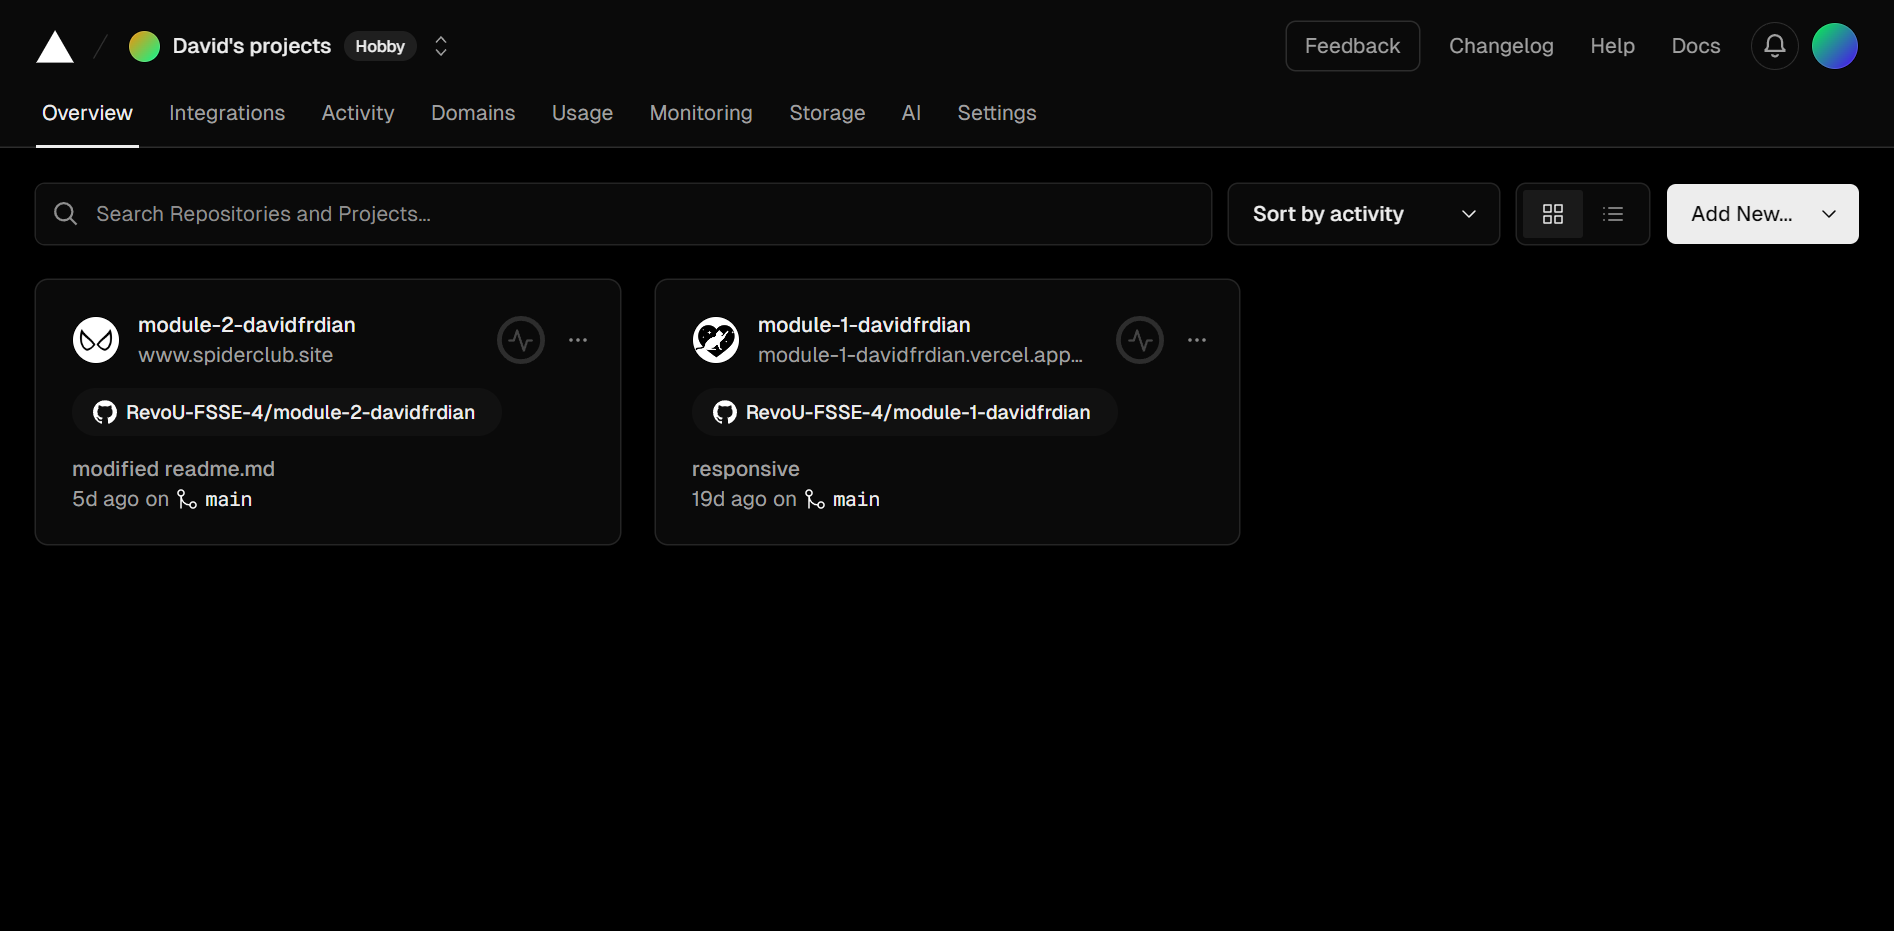 David's projects Hobby
Feedback Changelog Help Docs
Overview Integrations Activity Domains Usage Monitoring Storage AI Settings
Search Repositories and Projects... Sort by activity Add New...
module-2-davidfrdian
www.spiderclub.site
RevoU-FSSE-4/module-2-davidfrdian
modified readme.md
5d ago on main
module-1-davidfrdian
module-1-davidfrdian.vercel.app...
RevoU-FSSE-4/module-1-davidfrdian
responsive
19d ago on main